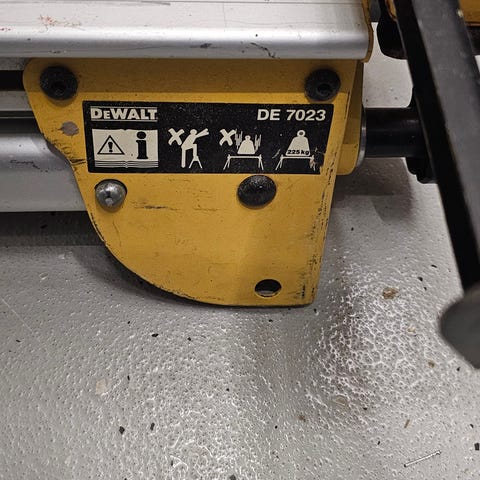 DEWALT
DE 7023
i
225 kg